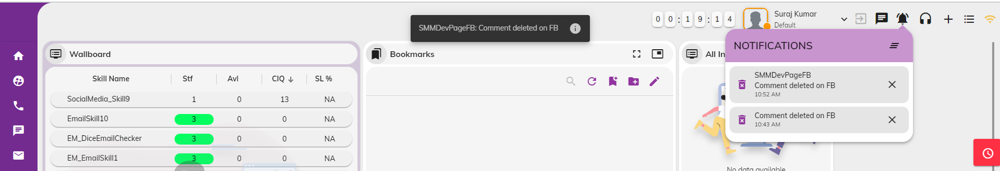 SMMDevPageFB: Comment deleted on FB
0 0 : 1 9 : 1 4
Suraj Kumar
Default
Wallboard
Skill Name Stf Avl CIQ SL %
SocialMedia_Skill9 1 0 13 NA
EmailSkill10 3 0 0 NA
EM_DiceEmailChecker 3 0 0 NA
EM_EmailSkill1 3 0 0 NA
Bookmarks
All In
No data available
NOTIFICATIONS
SMMDevPageFB
Comment deleted on FB
10:52 AM
Comment deleted on FB
10:43 AM